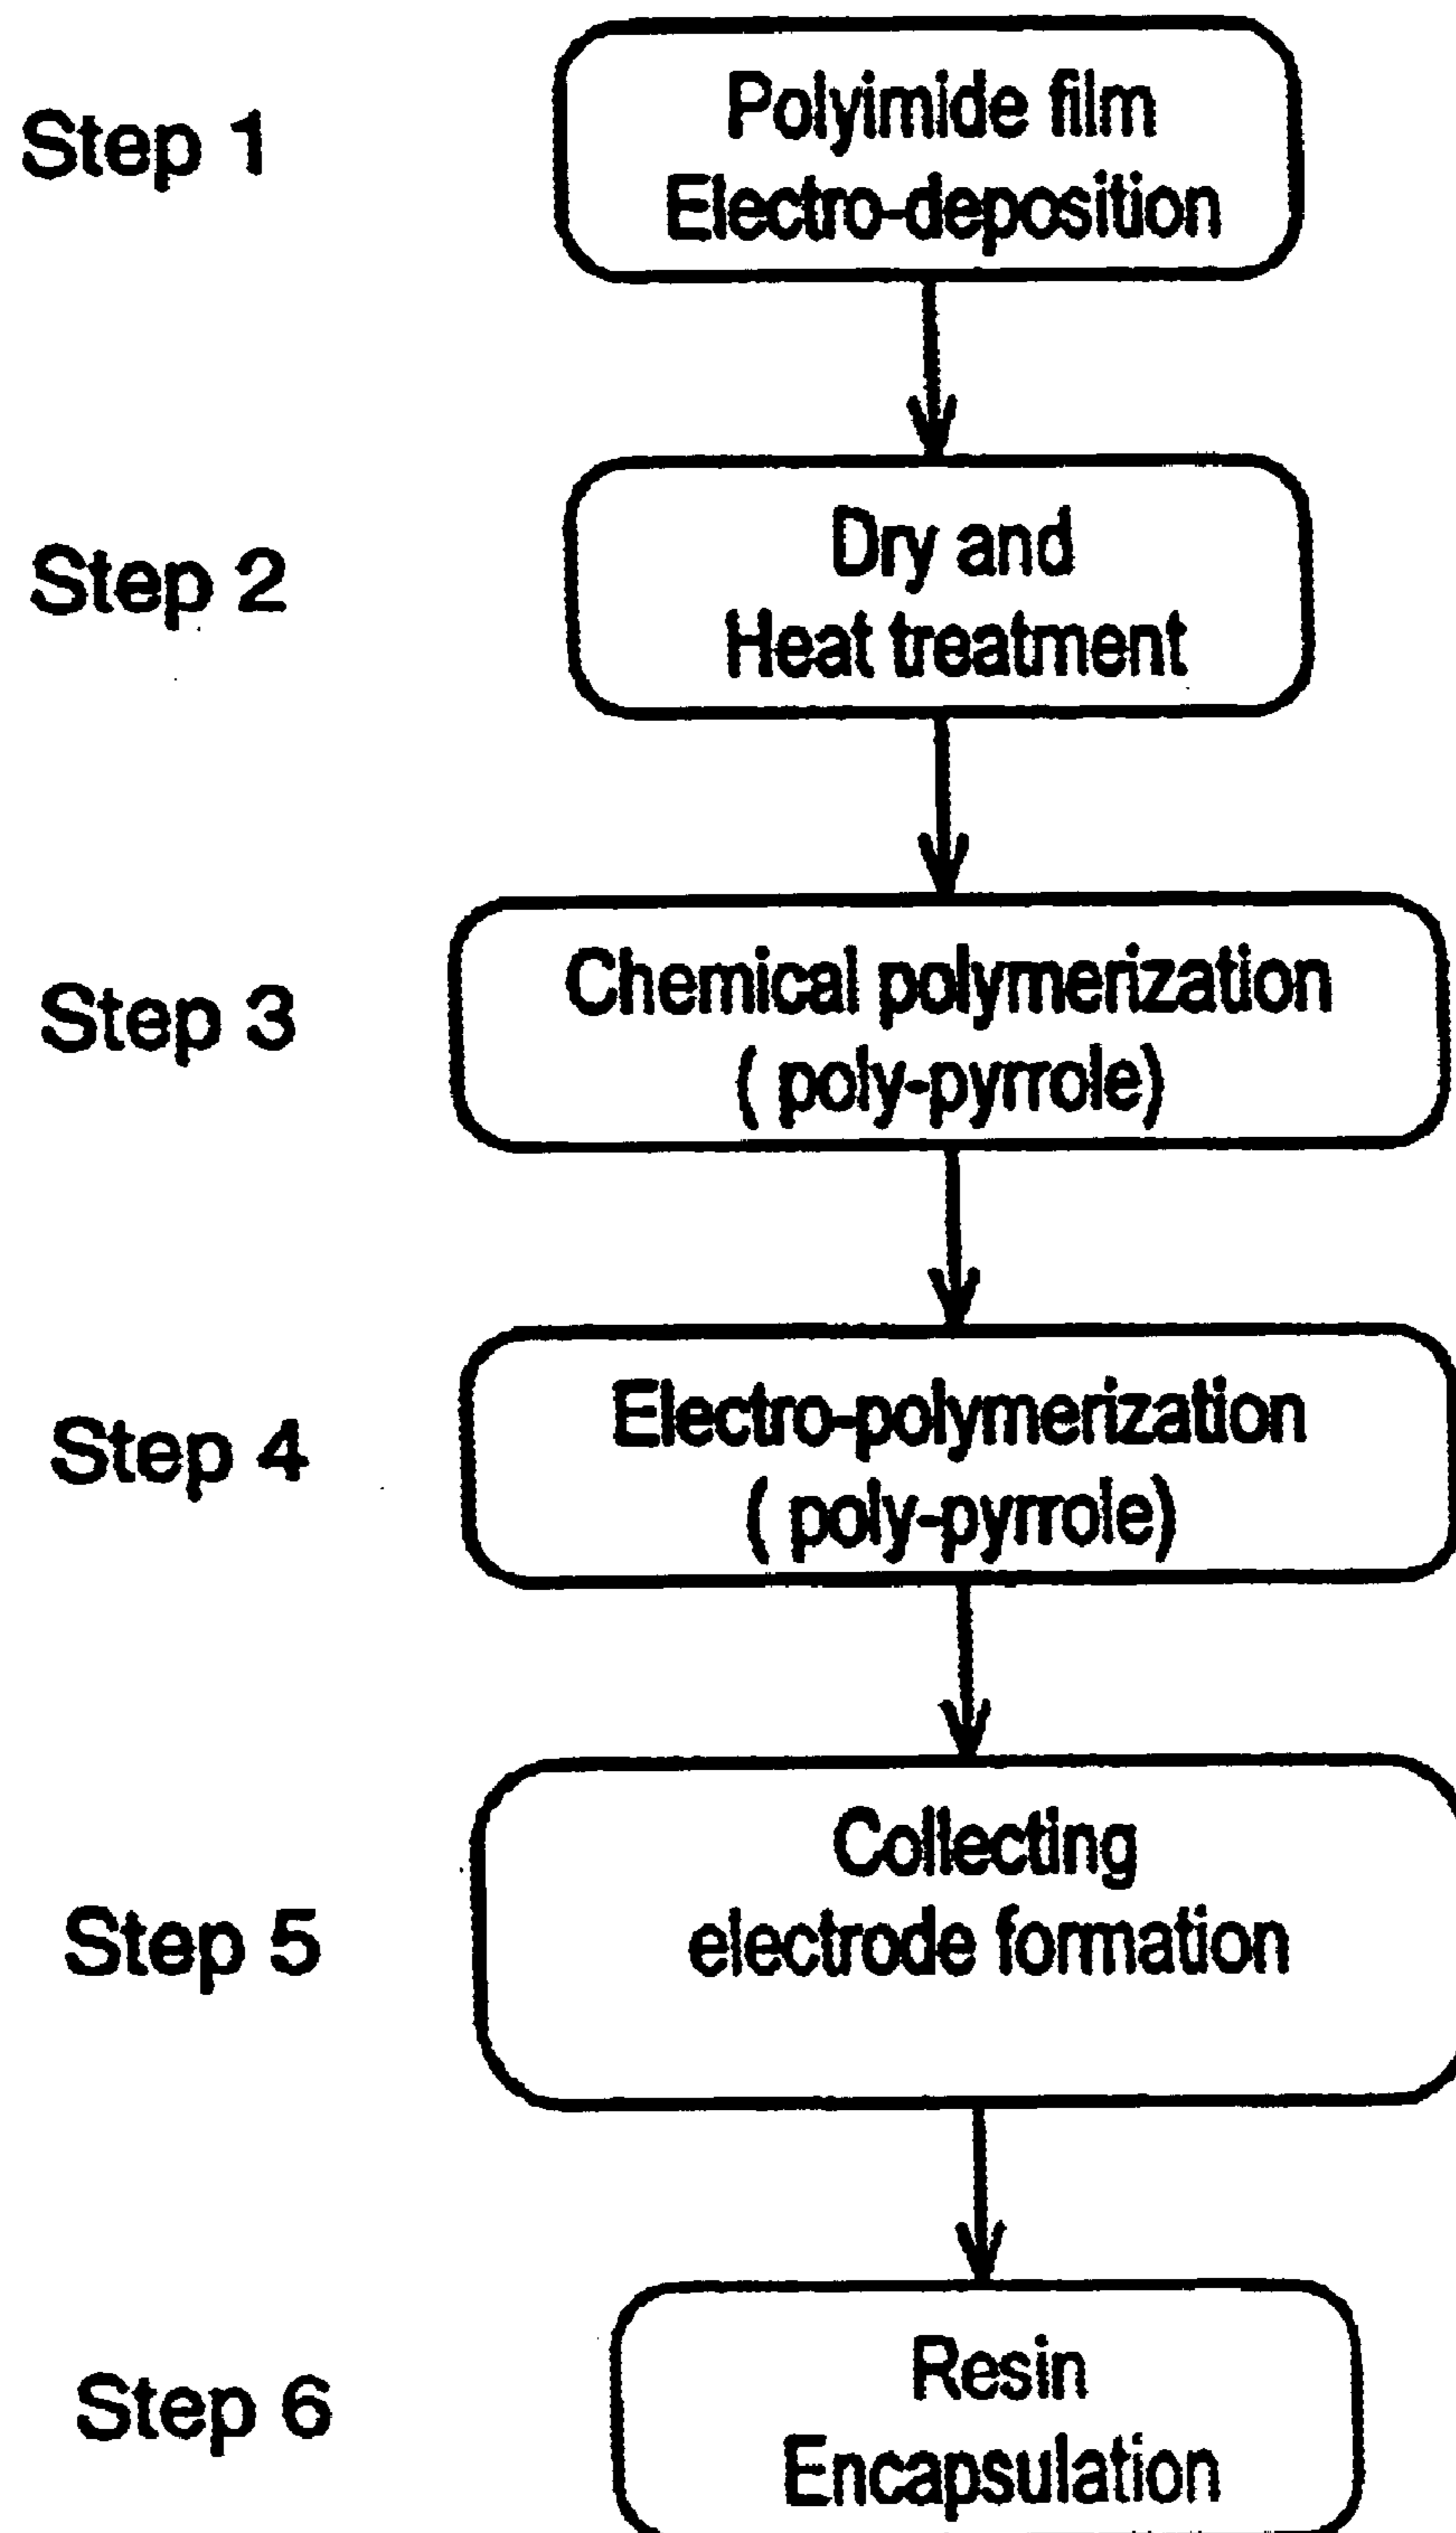 Step 1
Polyimide film
Electro-deposition
Step 2
Dry and
Heat treatment
Step 3
Chemical polymerization
( poly-pyrrole)
Step 4
Electro-polymerization
( poly-pyrrole)
Step 5
Collecting
electrode formation
Step 6
Resin
Encapsulation